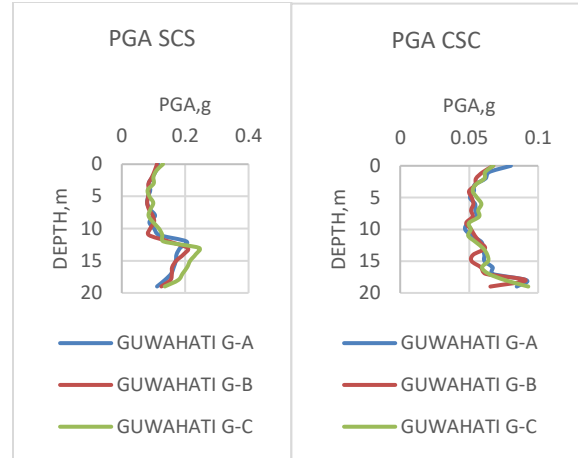 PGA SCS
PGA,g
0 0.2 0.4
DEPTH,m
0
5
10
15
20
GUWAHATI G-A
GUWAHATI G-B
GUWAHATI G-C
PGA CSC
PGA,g
0 0.05 0.1
DEPTH,m
0
5
10
15
20
GUWAHATI G-A
GUWAHATI G-B
GUWAHATI G-C